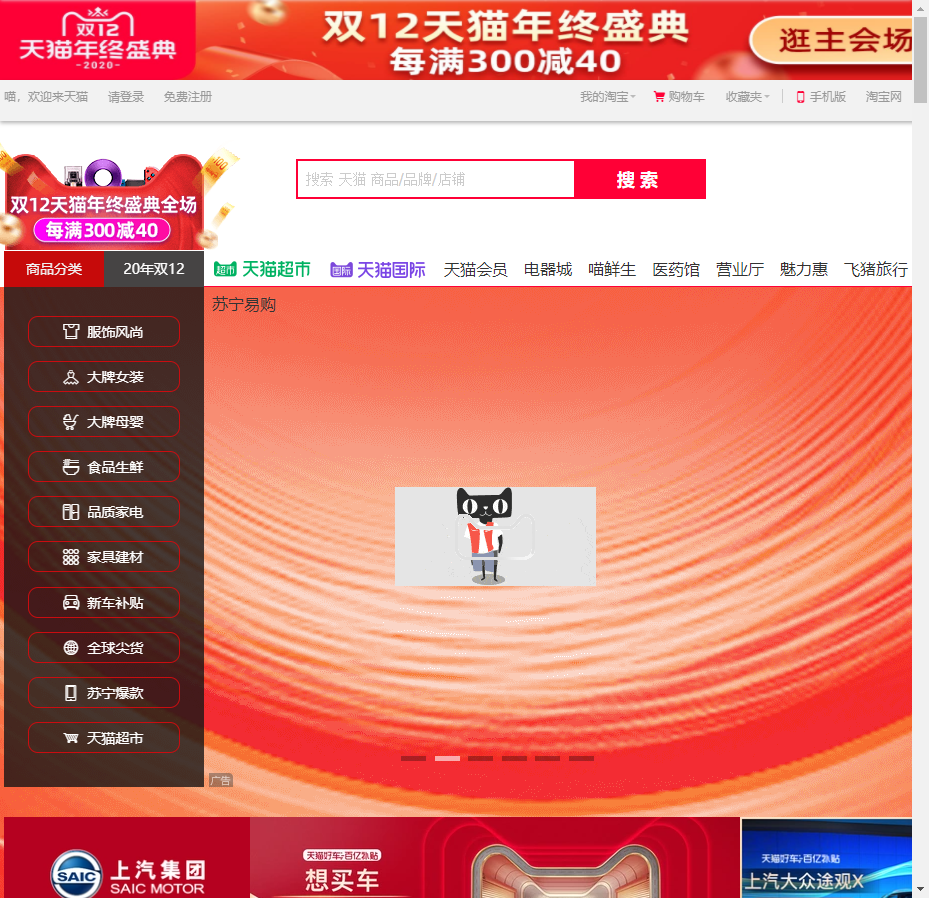 双12
天猫年终盛典
-2020-
双12天猫年终盛典
每满300减40
逛主会场
喵，欢迎来天猫 请登录 免费注册 我的淘宝 购物车 收藏夹 手机版 淘宝网
双12天猫年终盛典全场
每满300减40
搜索 天猫 商品/品牌/店铺 搜 索
商品分类 20年双12 超市 天猫超市 国际 天猫国际 天猫会员 电器城 喵鲜生 医药馆 营业厅 魅力惠 飞猪旅行
苏宁易购
服饰风尚
大牌女装
大牌母婴
食品生鲜
品质家电
家具建材
新车补贴
全球尖货
苏宁爆款
天猫超市
广告
SAIC 上汽集团
SAIC MOTOR
天猫好车 百亿补贴
想买车
天猫好车 百亿补贴
上汽大众途观X